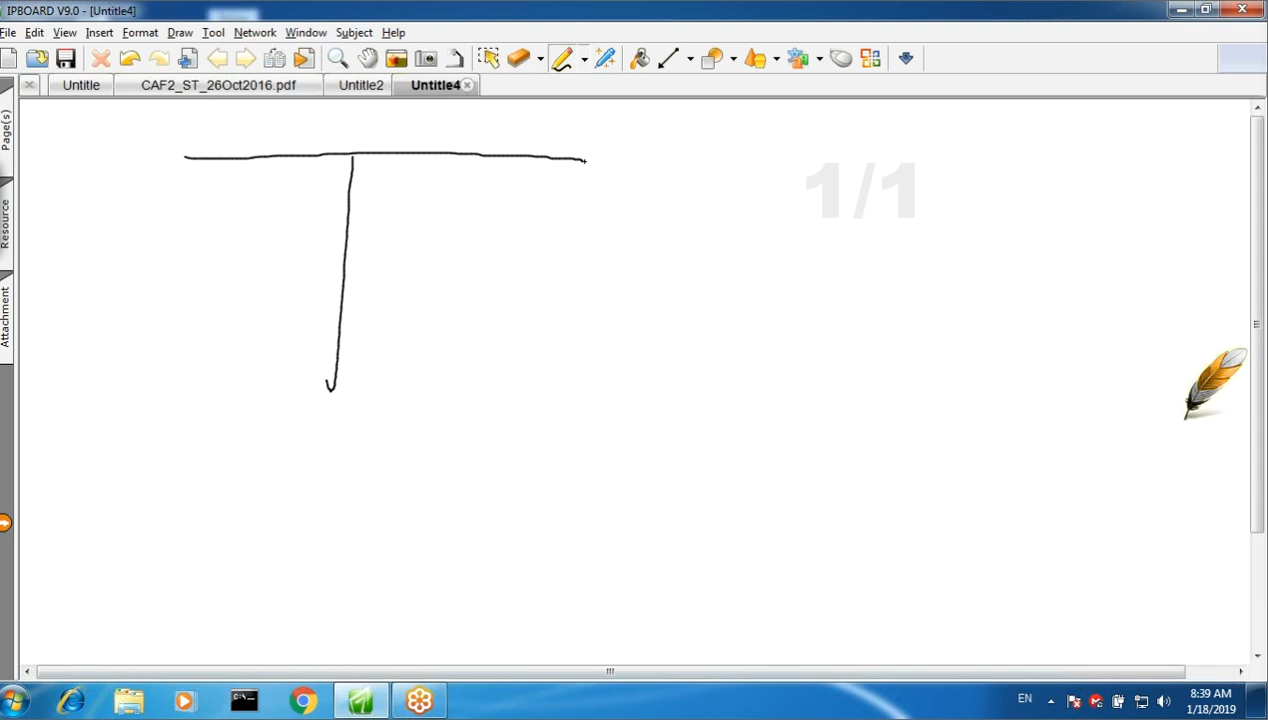 IPBOARD V9.0 - [Untitle4]
File Edit View Insert Format Draw Tool Network Window Subject Help
Untitle CAF2_ST_26Oct2016.pdf Untitle2 Untitle4
Page(s)
Resource
Attachment
1/1
EN 8:39 AM
1/18/2019